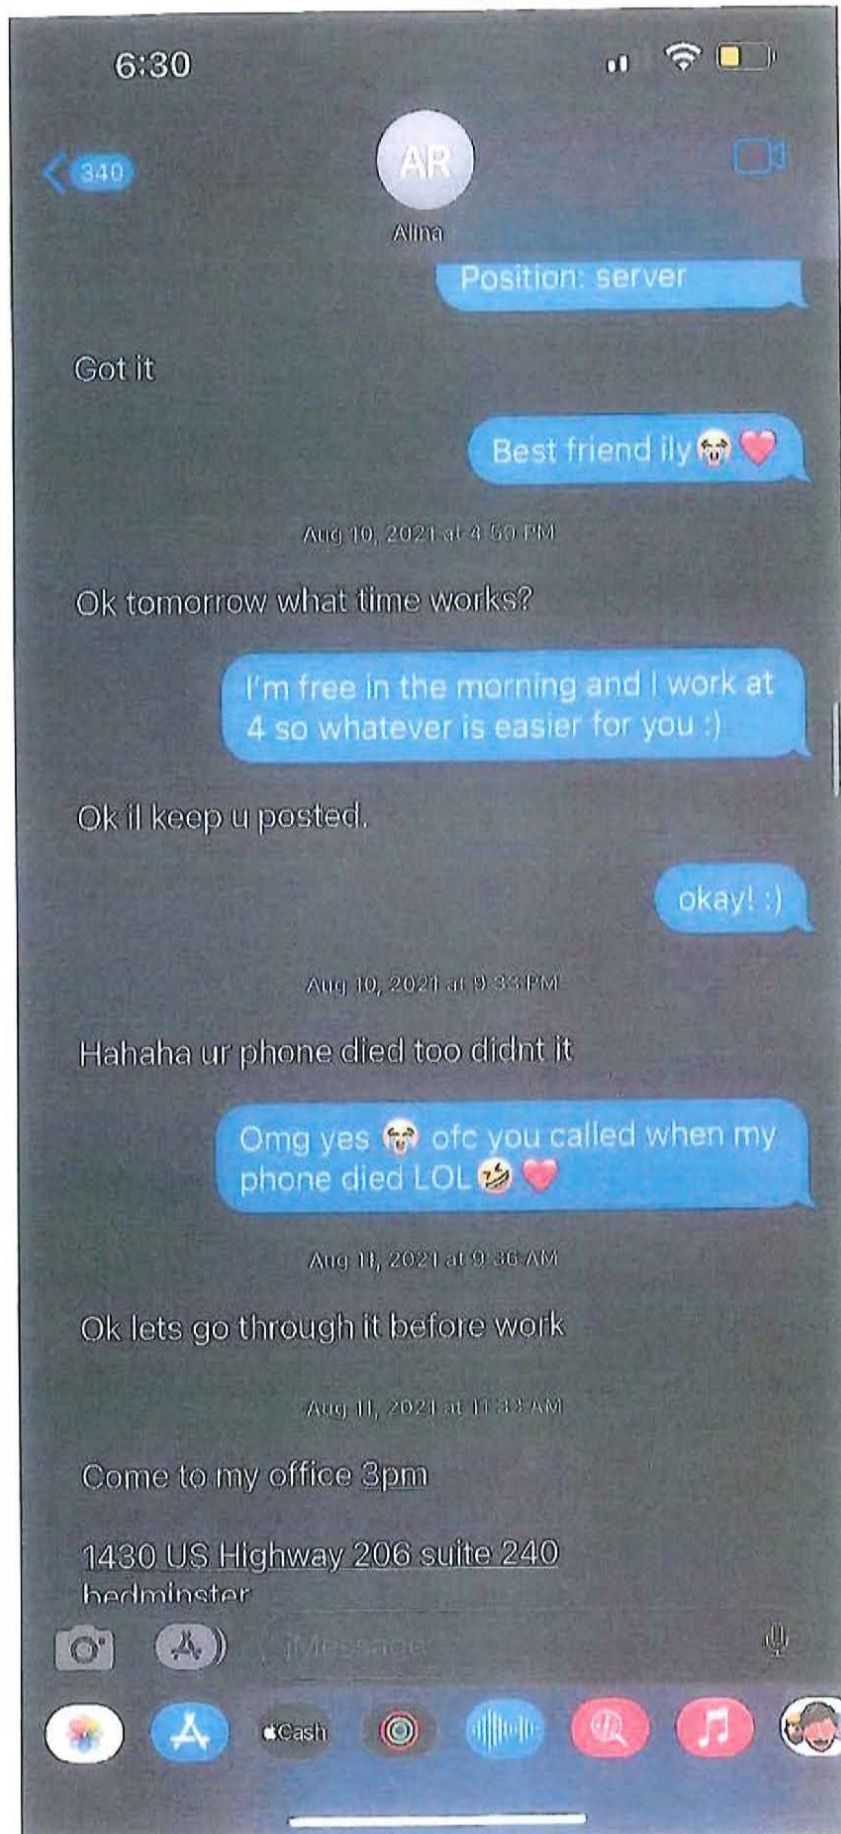 6:30
340
AR
Alina
Position: server
Got it
Best friend ily😭❤️
Aug 10, 2021 at 4:50 PM
Ok tomorrow what time works?
I'm free in the morning and I work at
4 so whatever is easier for you :)
Ok il keep u posted.
okay! :)
Aug 10, 2021 at 9:33 PM
Hahaha ur phone died too didnt it
Omg yes 😭 ofc you called when my
phone died LOL🤣❤️
Aug 11, 2021 at 9:36 AM
Ok lets go through it before work
Aug 11, 2021 at AM
Come to my office 3pm
1430 US Highway 206 suite 240
bedminster
iMessage
Cash